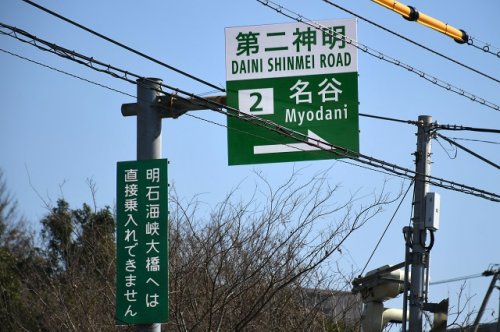 第二神明
DAINI SHINMEI ROAD
2 名谷
Myodani
明石海峡大橋へは
直接乗入れできません